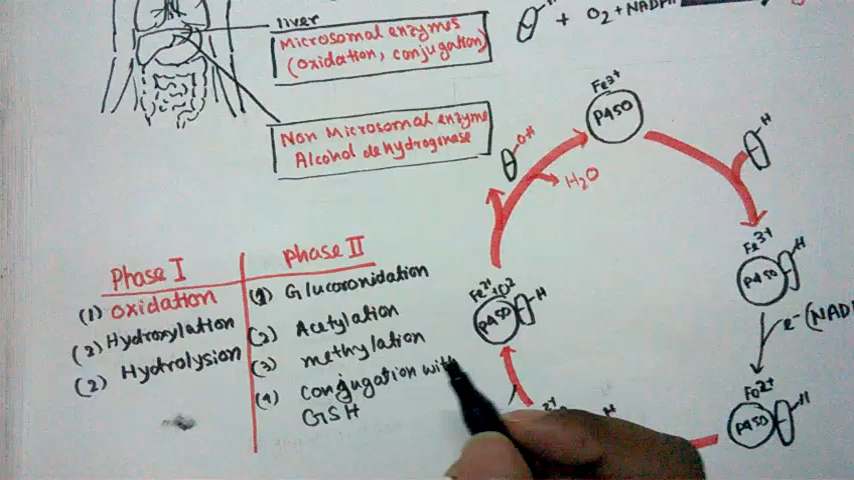 liver
Microsomal enzymes
(oxidation, conjugation)
Non Microsomal enzyme
Alcohol dehydrogenase
H
+ O2 + NADPH
Fe3+
P450
OH
H2O
H
Fe3+
P450
H
e- (NAD
Fe2+
P450
H
Fe2+O2
P450
H
2+
H
Phase I
(1) Oxidation
(2) Hydroxylation
(2) Hydrolysion
Phase II
(1) Glucoronidation
(2) Acetylation
(3) methylation
(4) Conjugation with
GSH